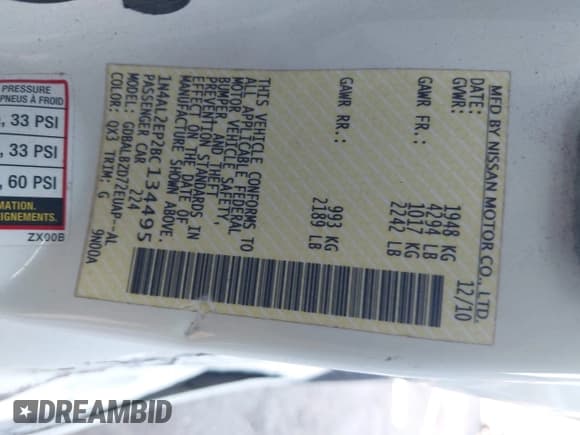 MFD BY NISSAN MOTOR CO., LTD.
DATE: 12/10
GVWR: 1948 KG
4294 LB
GAWR FR.: 1017 KG
2242 LB
GAWR RR.: 993 KG
2189 LB
THIS VEHICLE CONFORMS TO
ALL APPLICABLE FEDERAL
MOTOR VEHICLE SAFETY,
BUMPER, AND THEFT
PREVENTION STANDARDS IN
EFFECT ON THE DATE OF
MANUFACTURE SHOWN ABOVE.
1N4AL2EP2BC134495
PASSENGER CAR 224
MODEL: GDBALBZD72EUAP--AL
COLOR: QX3 TRIM: G 9N00A
PRESSURE
PNEUS À FROID
, 33 PSI
, 33 PSI
, 60 PSI
MATION.
IGNEMENTS.
ZX00B
DREAMBID